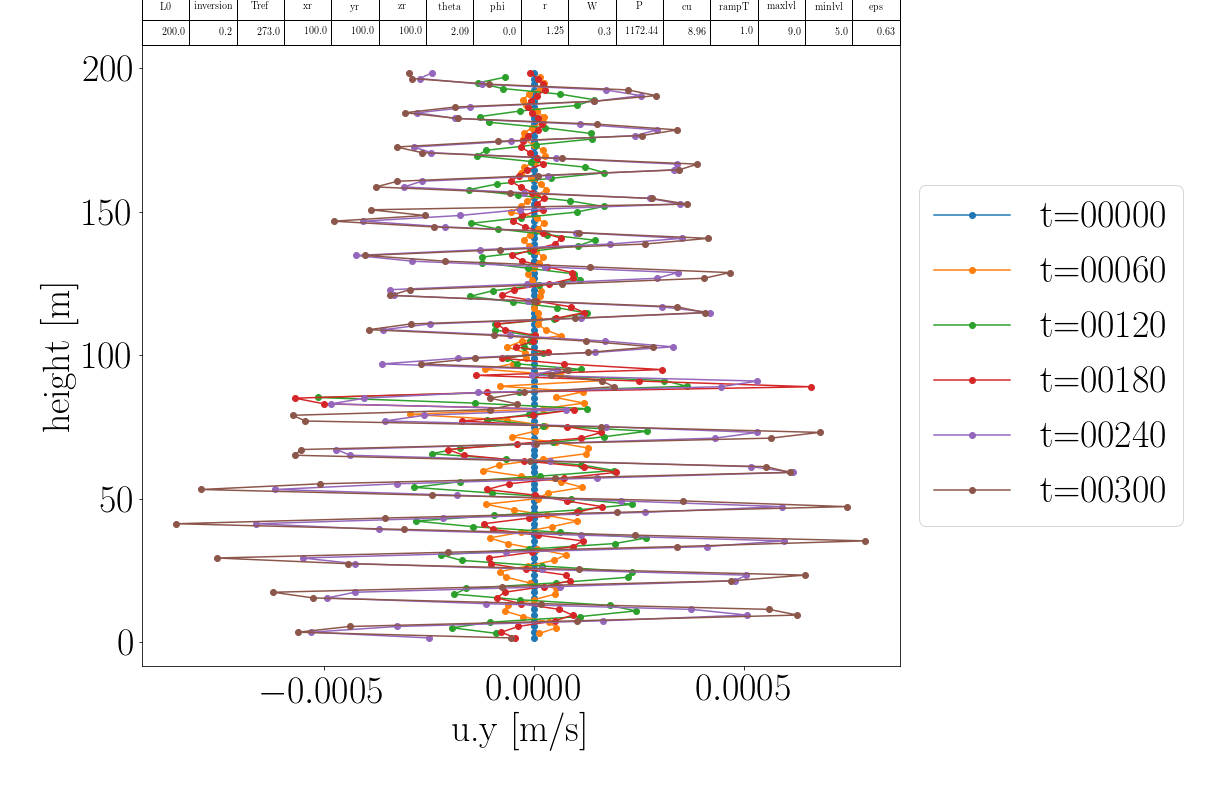 L0 inversion Tref xr yr zr theta phi r W P cu rampT maxlvl minlvl eps
200.0 0.2 273.0 100.0 100.0 100.0 2.09 0.0 1.25 0.3 1172.44 8.96 1.0 9.0 5.0 0.63
200
150
100
50
0
height [m]
−0.0005 0.0000 0.0005
u.y [m/s]
t=00000
t=00060
t=00120
t=00180
t=00240
t=00300